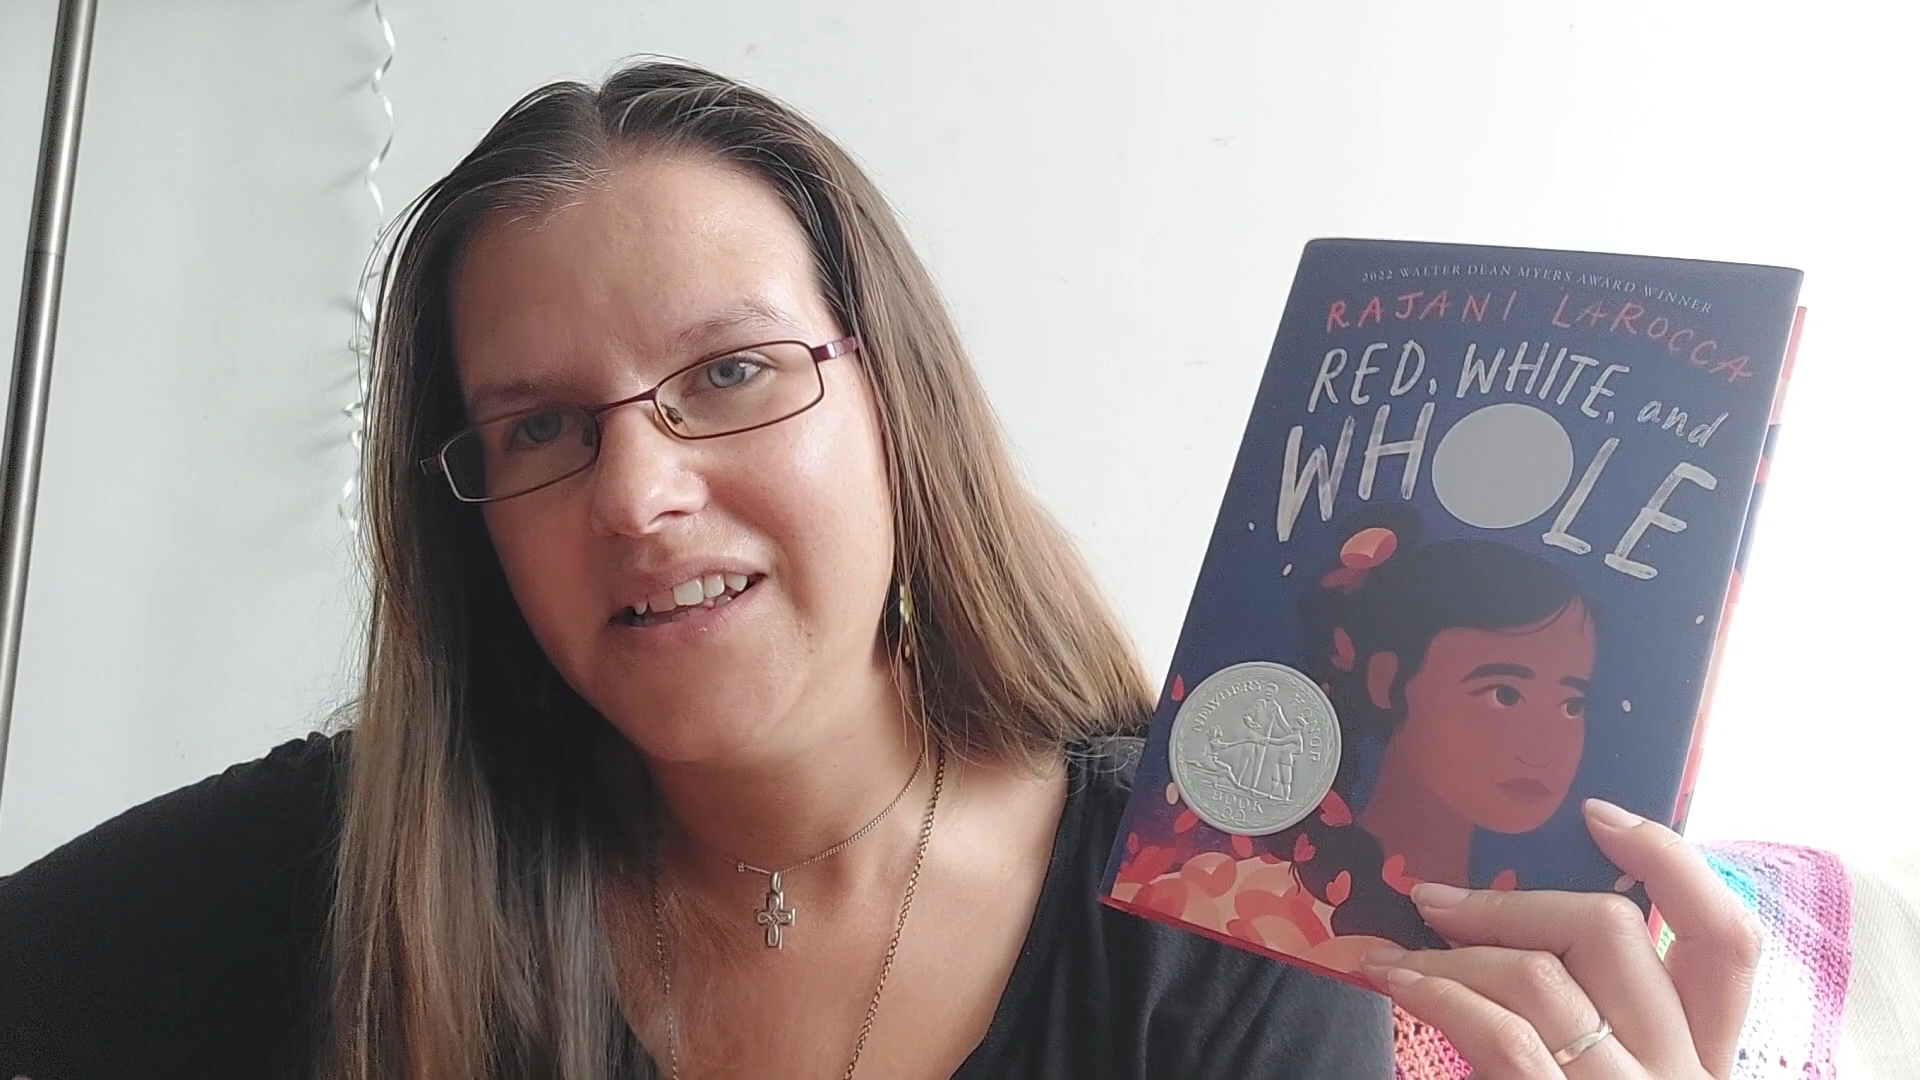 2022 WALTER DEAN MYERS AWARD WINNER
RAJANI LAROCCA
RED, WHITE, and
WHOLE
NEWBERY HONOR
BOOK